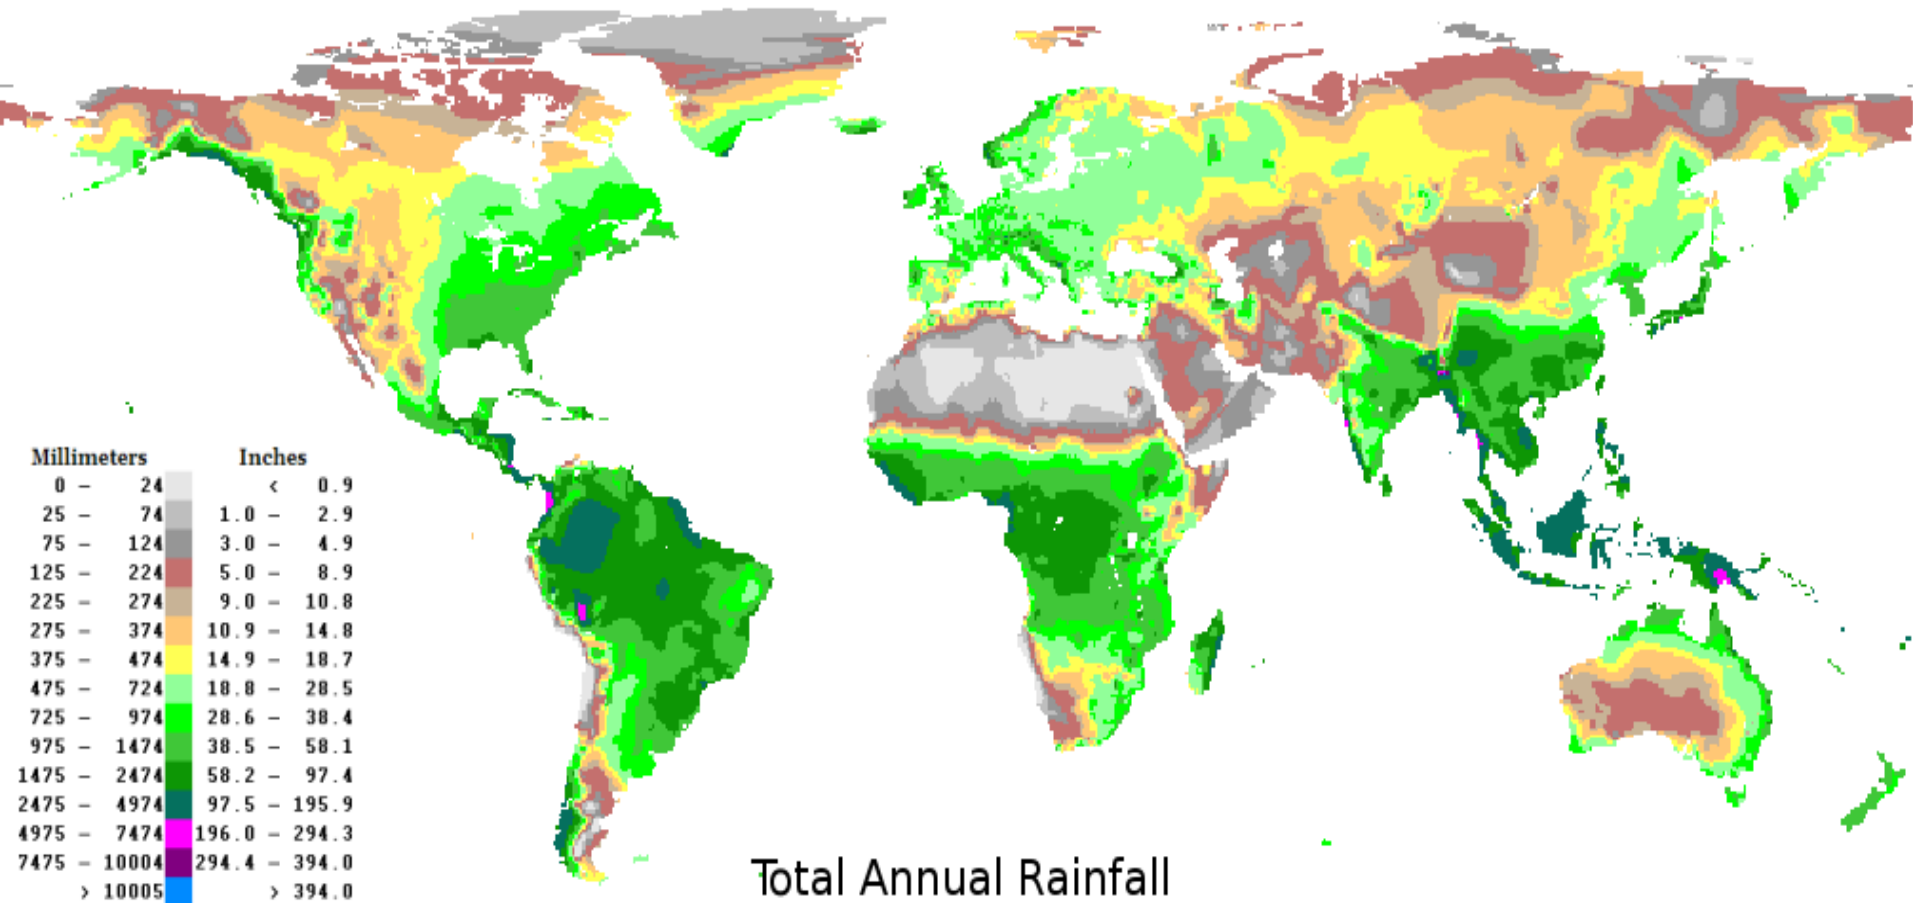 Millimeters Inches
0 – 24 < 0.9
25 – 74 1.0 – 2.9
75 – 124 3.0 – 4.9
125 – 224 5.0 – 8.9
225 – 274 9.0 – 10.8
275 – 374 10.9 – 14.8
375 – 474 14.9 – 18.7
475 – 724 18.8 – 28.5
725 – 974 28.6 – 38.4
975 – 1474 38.5 – 58.1
1475 – 2474 58.2 – 97.4
2475 – 4974 97.5 – 195.9
4975 – 7474 196.0 – 294.3
7475 – 10004 294.4 – 394.0
> 10005 > 394.0
Total Annual Rainfall